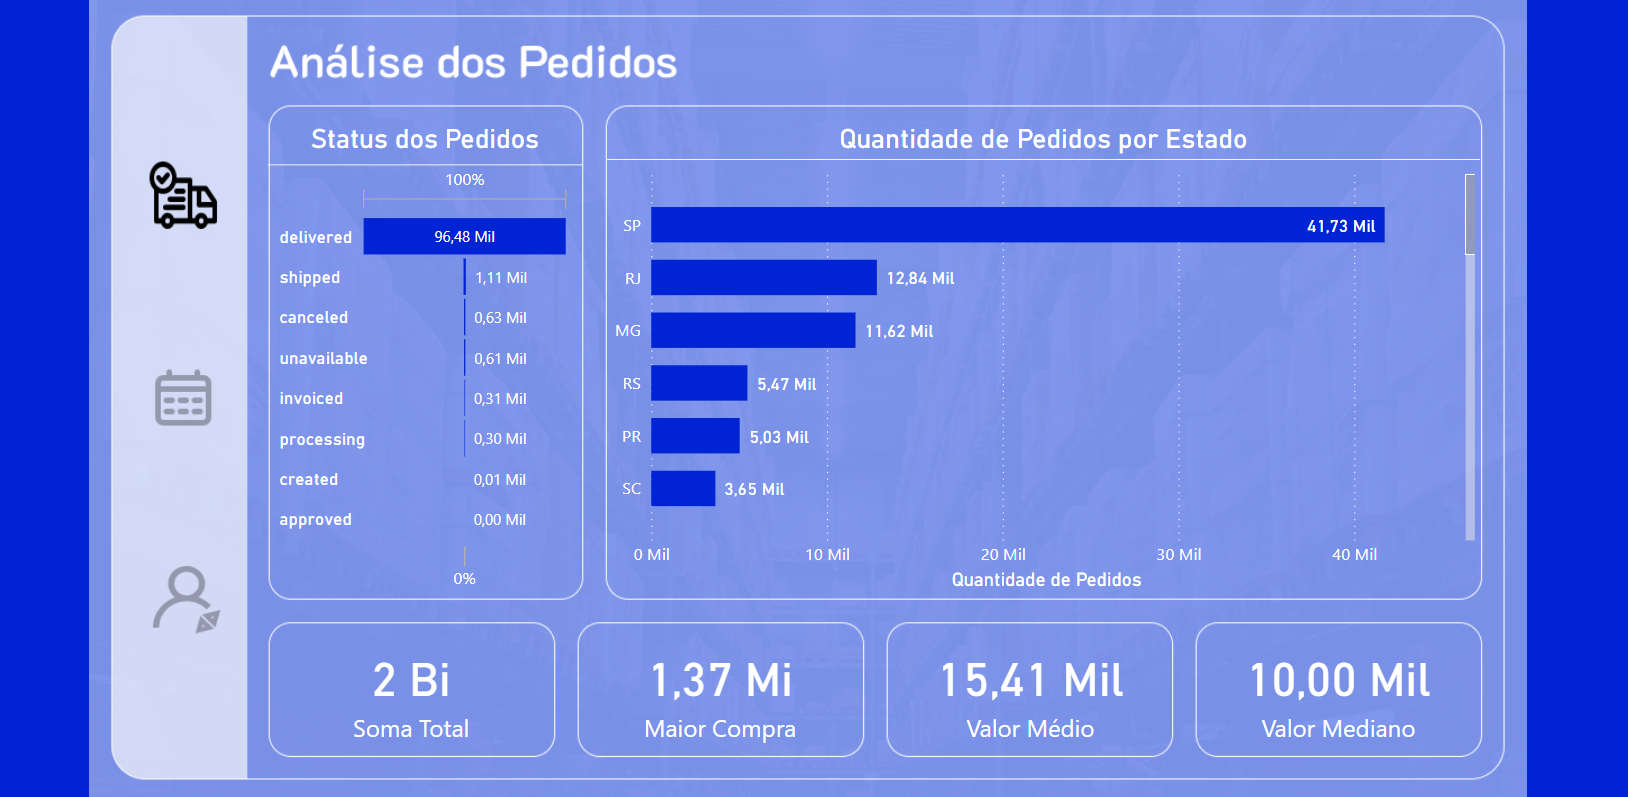 Análise dos Pedidos
Status dos Pedidos
100%
delivered 96,48 Mil
shipped 1,11 Mil
canceled 0,63 Mil
unavailable 0,61 Mil
invoiced 0,31 Mil
processing 0,30 Mil
created 0,01 Mil
approved 0,00 Mil
0%
Quantidade de Pedidos por Estado
SP 41,73 Mil
RJ 12,84 Mil
MG 11,62 Mil
RS 5,47 Mil
PR 5,03 Mil
SC 3,65 Mil
0 Mil 10 Mil 20 Mil 30 Mil 40 Mil
Quantidade de Pedidos
2 Bi
Soma Total
1,37 Mi
Maior Compra
15,41 Mil
Valor Médio
10,00 Mil
Valor Mediano